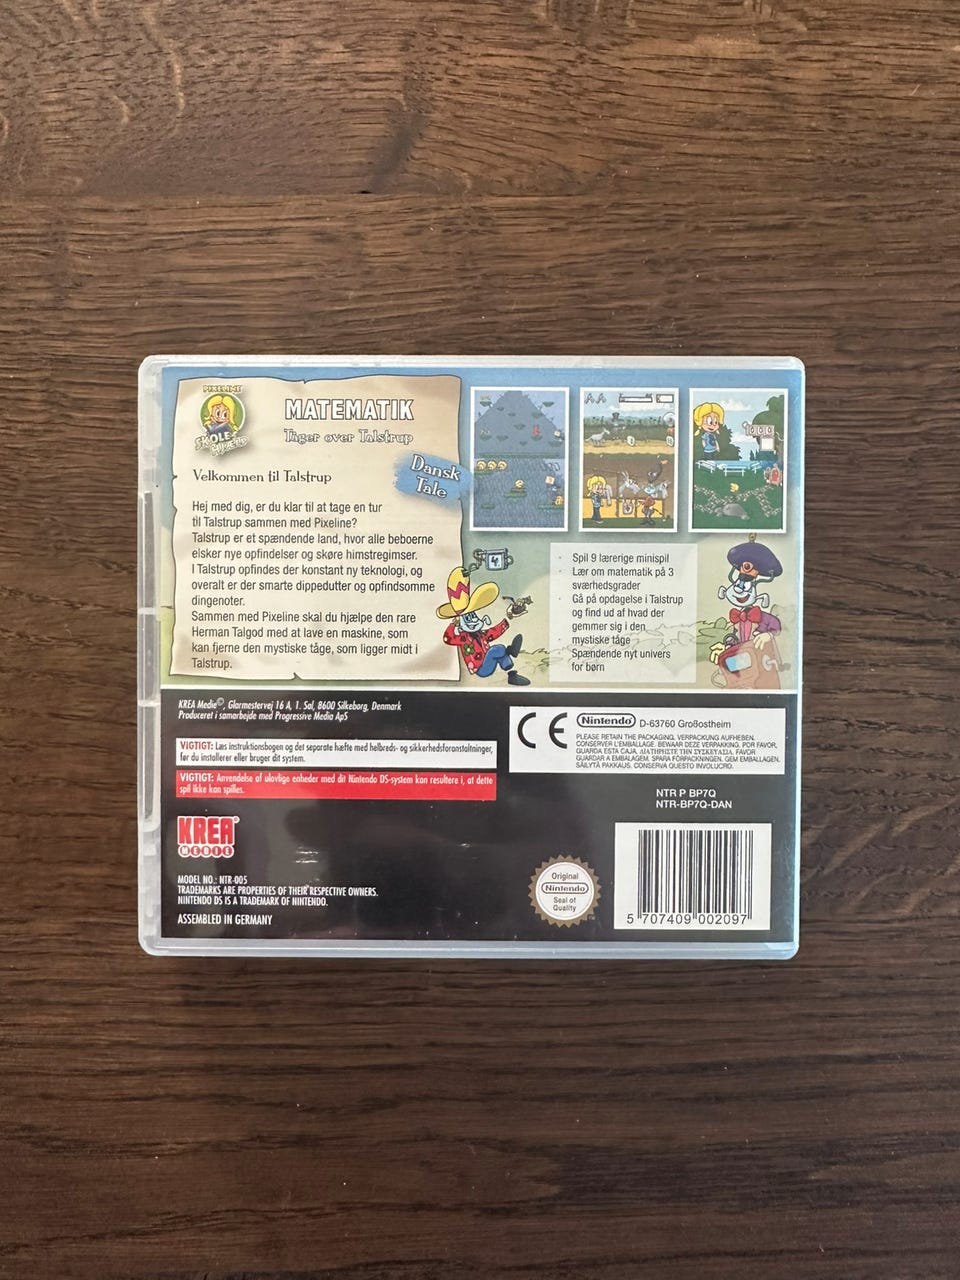 PIXELINE
SKOLE-
HJÆLP
MATEMATIK
Tåger over Talstrup
Dansk
Tale
Velkommen til Talstrup
Hej med dig, er du klar til at tage en tur
til Talstrup sammen med Pixeline?
Talstrup er et spændende land, hvor alle beboerne
elsker nye opfindelser og skøre himstregimser.
I Talstrup opfindes der konstant ny teknologi, og
overalt er der smarte dippedutter og opfindsomme
dingenoter.
Sammen med Pixeline skal du hjælpe den rare
Herman Talgod med at lave en maskine, som
kan fjerne den mystiske tåge, som ligger midt i
Talstrup.
4
· Spil 9 lærerige minispil
· Lær om matematik på 3
sværhedsgrader
· Gå på opdagelse i Talstrup
og find ud af hvad der
gemmer sig i den
· mystiske tåge
Spændende nyt univers
for børn
KREA Medie©, Glarmestervej 16 A, 1. Sal, 8600 Silkeborg, Denmark
Produceret i samarbejde med Progressive Media ApS
VIGTIGT: Læs instruktionsbogen og det separate hæfte med helbreds- og sikkerhedsforanstaltninger,
før du installerer eller bruger dit system.
VIGTIGT: Anvendelse af ulovlige enheder med dit Nintendo DS-system kan resultere i, at dette
spil ikke kan spilles.
CE
Nintendo D-63760 Großostheim
PLEASE RETAIN THE PACKAGING. VERPACKUNG AUFHEBEN.
CONSERVER L'EMBALLAGE. BEWAAR DEZE VERPAKKING. POR FAVOR,
GUARDA ESTA CAJA. ΔΙΑΤΗΡΗΣΤΕ ΤΗΝ ΣΥΣΚΕΥΑΣΙΑ. FAVOR
GUARDAR A EMBALAGEM. SPARA FÖRPACKNINGEN. GEM EMBALLAGEN.
SÄILYTÄ PAKKAUS. CONSERVA QUESTO INVOLUCRO.
NTR P BP7Q
NTR-BP7Q-DAN
KREA®
MEDIE
MODEL NO.: NTR-005
TRADEMARKS ARE PROPERTIES OF THEIR RESPECTIVE OWNERS.
NINTENDO DS IS A TRADEMARK OF NINTENDO.
ASSEMBLED IN GERMANY
Original
Nintendo
Seal of
Quality
TM
5 707409 002097